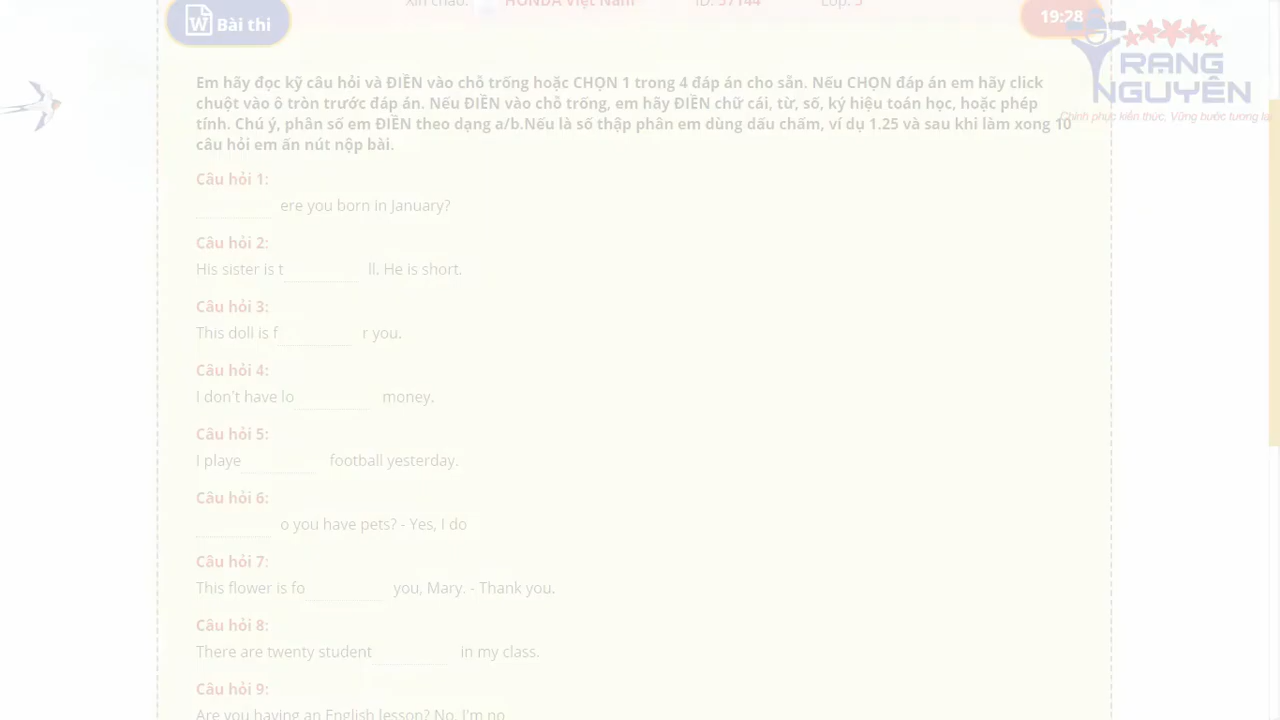 Xin chào: HONDA Việt Nam ID: 37144 Lớp: 5
Bài thi
19:28
TRẠNG
NGUYÊN
Chinh phục kiến thức, Vững bước tương la
Em hãy đọc kỹ câu hỏi và ĐIỀN vào chỗ trống hoặc CHỌN 1 trong 4 đáp án cho sẵn. Nếu CHỌN đáp án em hãy click
chuột vào ô tròn trước đáp án. Nếu ĐIỀN vào chỗ trống, em hãy ĐIỀN chữ cái, từ, số, ký hiệu toán học, hoặc phép
tính. Chú ý, phân số em ĐIỀN theo dạng a/b.Nếu là số thập phân em dùng dấu chấm, ví dụ 1.25 và sau khi làm xong 10
câu hỏi em ấn nút nộp bài.
Câu hỏi 1:
ere you born in January?
Câu hỏi 2:
His sister is t ll. He is short.
Câu hỏi 3:
This doll is f r you.
Câu hỏi 4:
I don't have lo money.
Câu hỏi 5:
I playe football yesterday.
Câu hỏi 6:
o you have pets? - Yes, I do
Câu hỏi 7:
This flower is fo you, Mary. - Thank you.
Câu hỏi 8:
There are twenty student in my class.
Câu hỏi 9:
Are you having an English lesson? No, I'm no